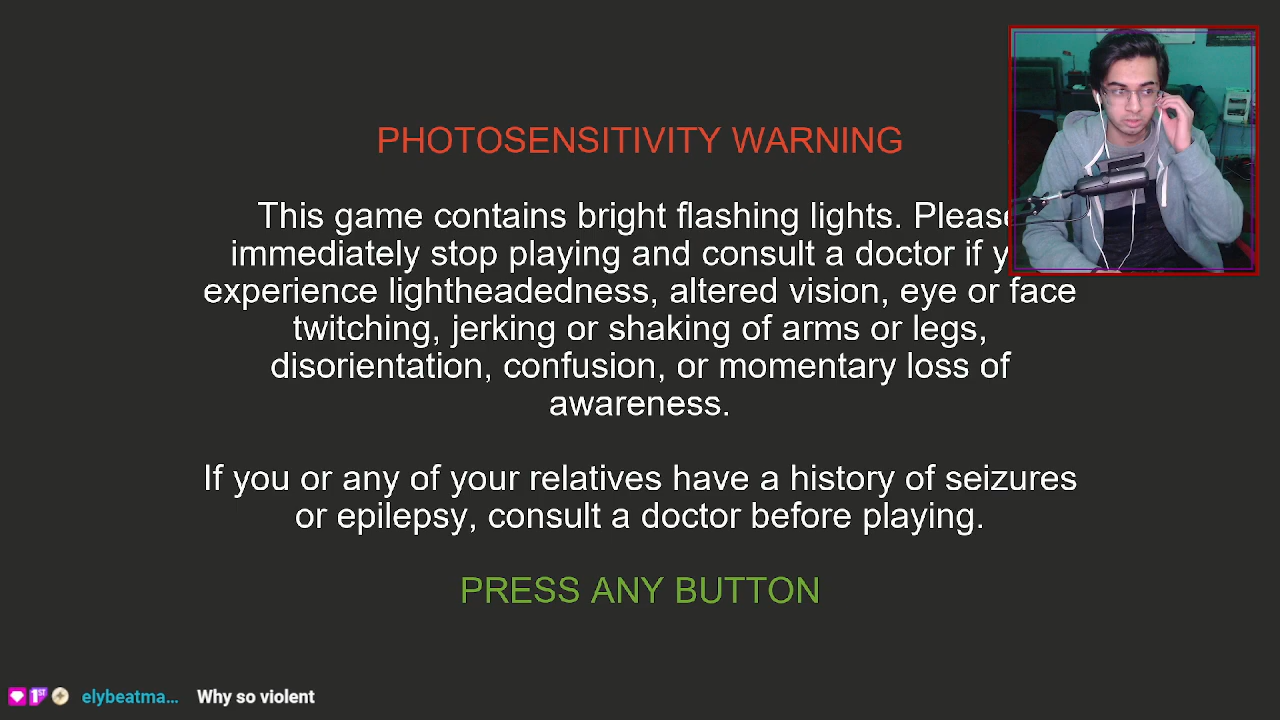 PHOTOSENSITIVITY WARNING
This game contains bright flashing lights. Please
immediately stop playing and consult a doctor if y
experience lightheadedness, altered vision, eye or face
twitching, jerking or shaking of arms or legs,
disorientation, confusion, or momentary loss of
awareness.
If you or any of your relatives have a history of seizures
or epilepsy, consult a doctor before playing.
PRESS ANY BUTTON
1ST elybeatma... Why so violent